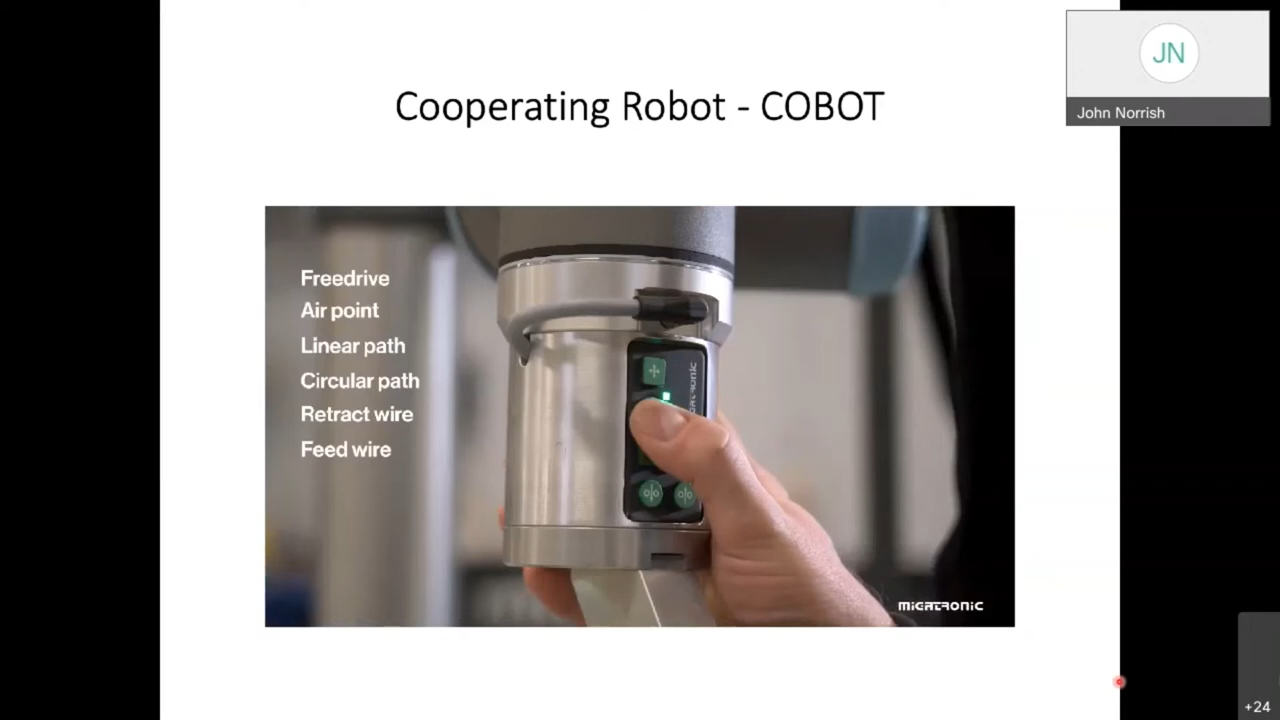 Cooperating Robot - COBOT
JN
John Norrish
Freedrive
Air point
Linear path
Circular path
Retract wire
Feed wire
MIGATRONIC
+24